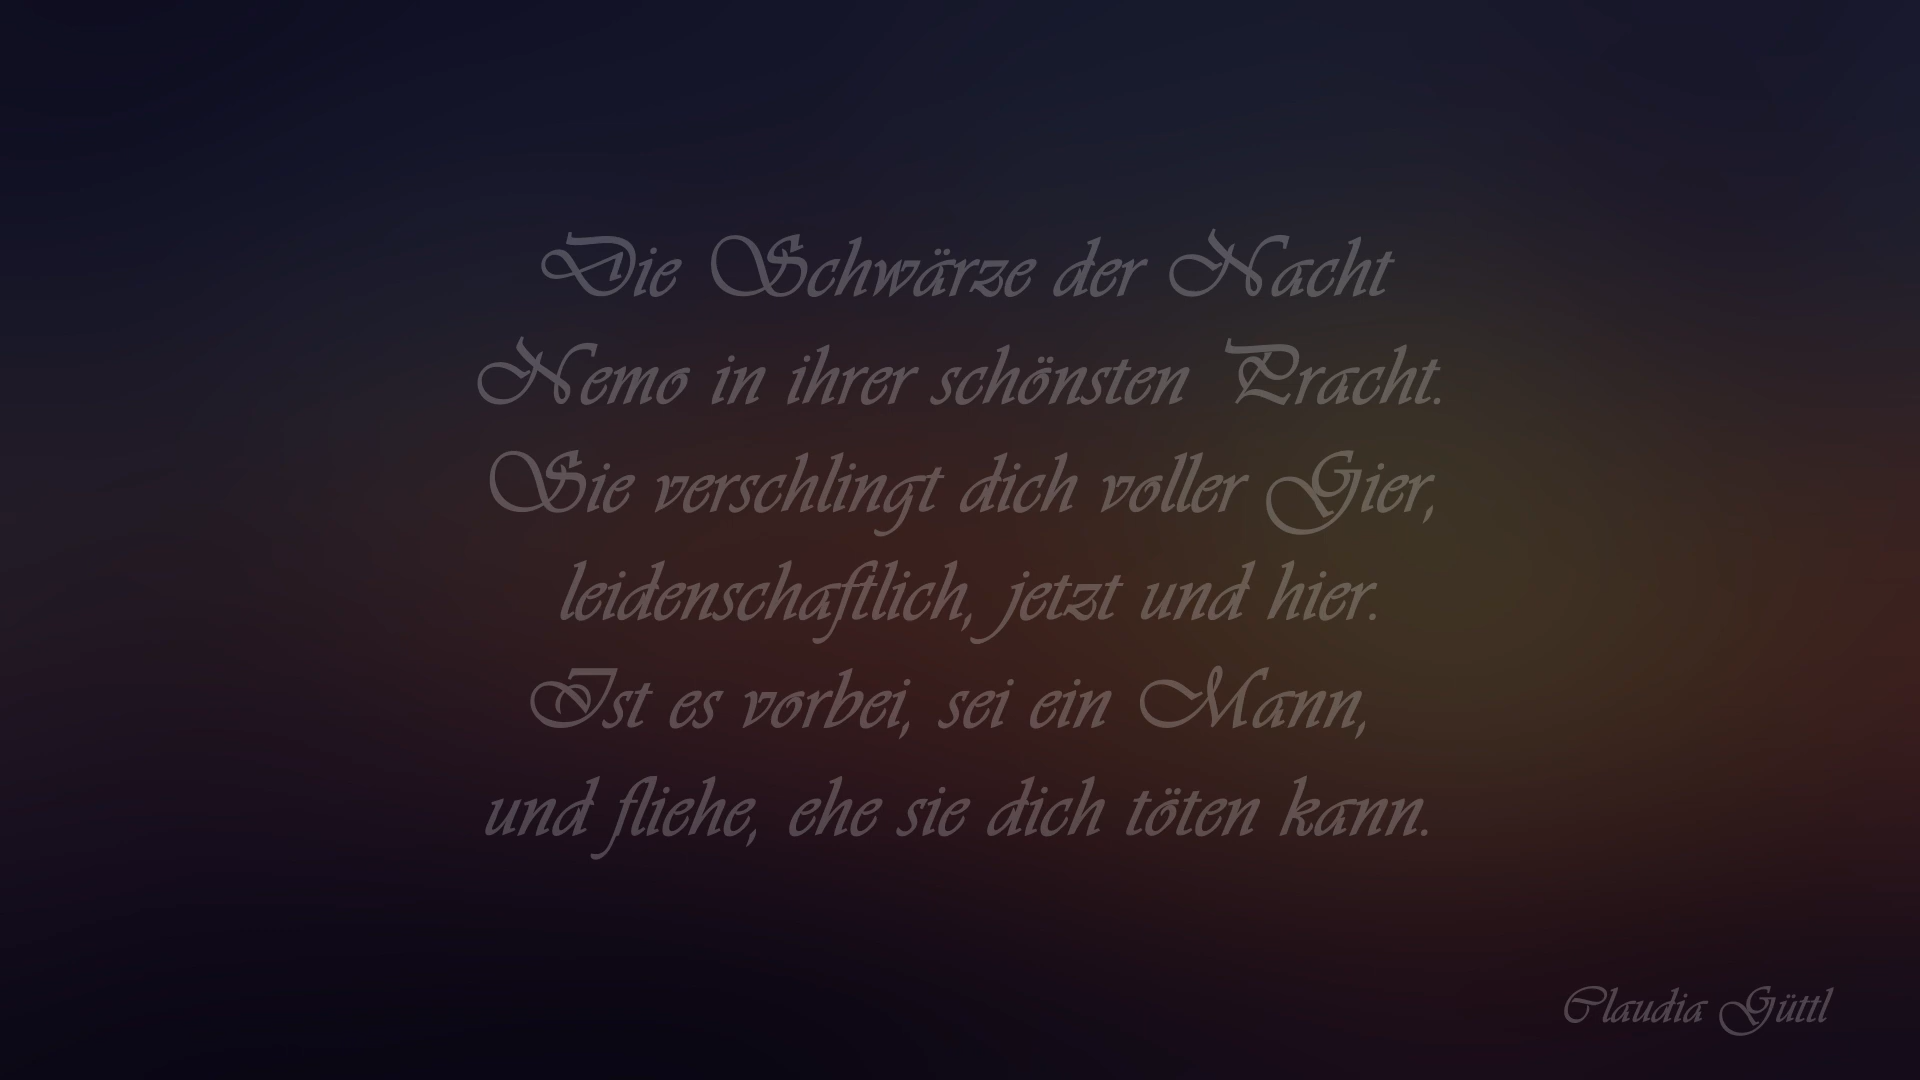 Die Schwärze der Nacht
Nemo in ihrer schönsten Pracht.
Sie verschlingt dich voller Gier,
leidenschaftlich, jetzt und hier.
Ist es vorbei, sei ein Mann,
und fliehe, ehe sie dich töten kann.
Claudia Güttl